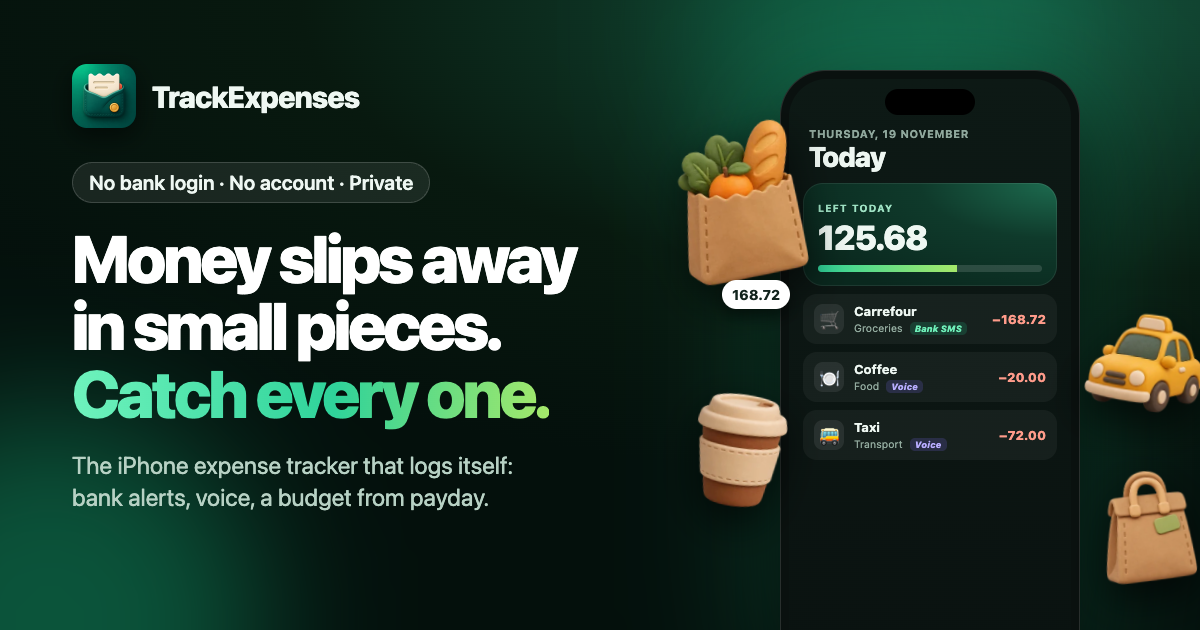 TrackExpenses
No bank login · No account · Private
Money slips away
in small pieces.
Catch every one.
The iPhone expense tracker that logs itself:
bank alerts, voice, a budget from payday.
168.72
THURSDAY, 19 NOVEMBER
Today
LEFT TODAY
125.68
Carrefour
Groceries Bank SMS
−168.72
Coffee
Food Voice
−20.00
Taxi
Transport Voice
−72.00